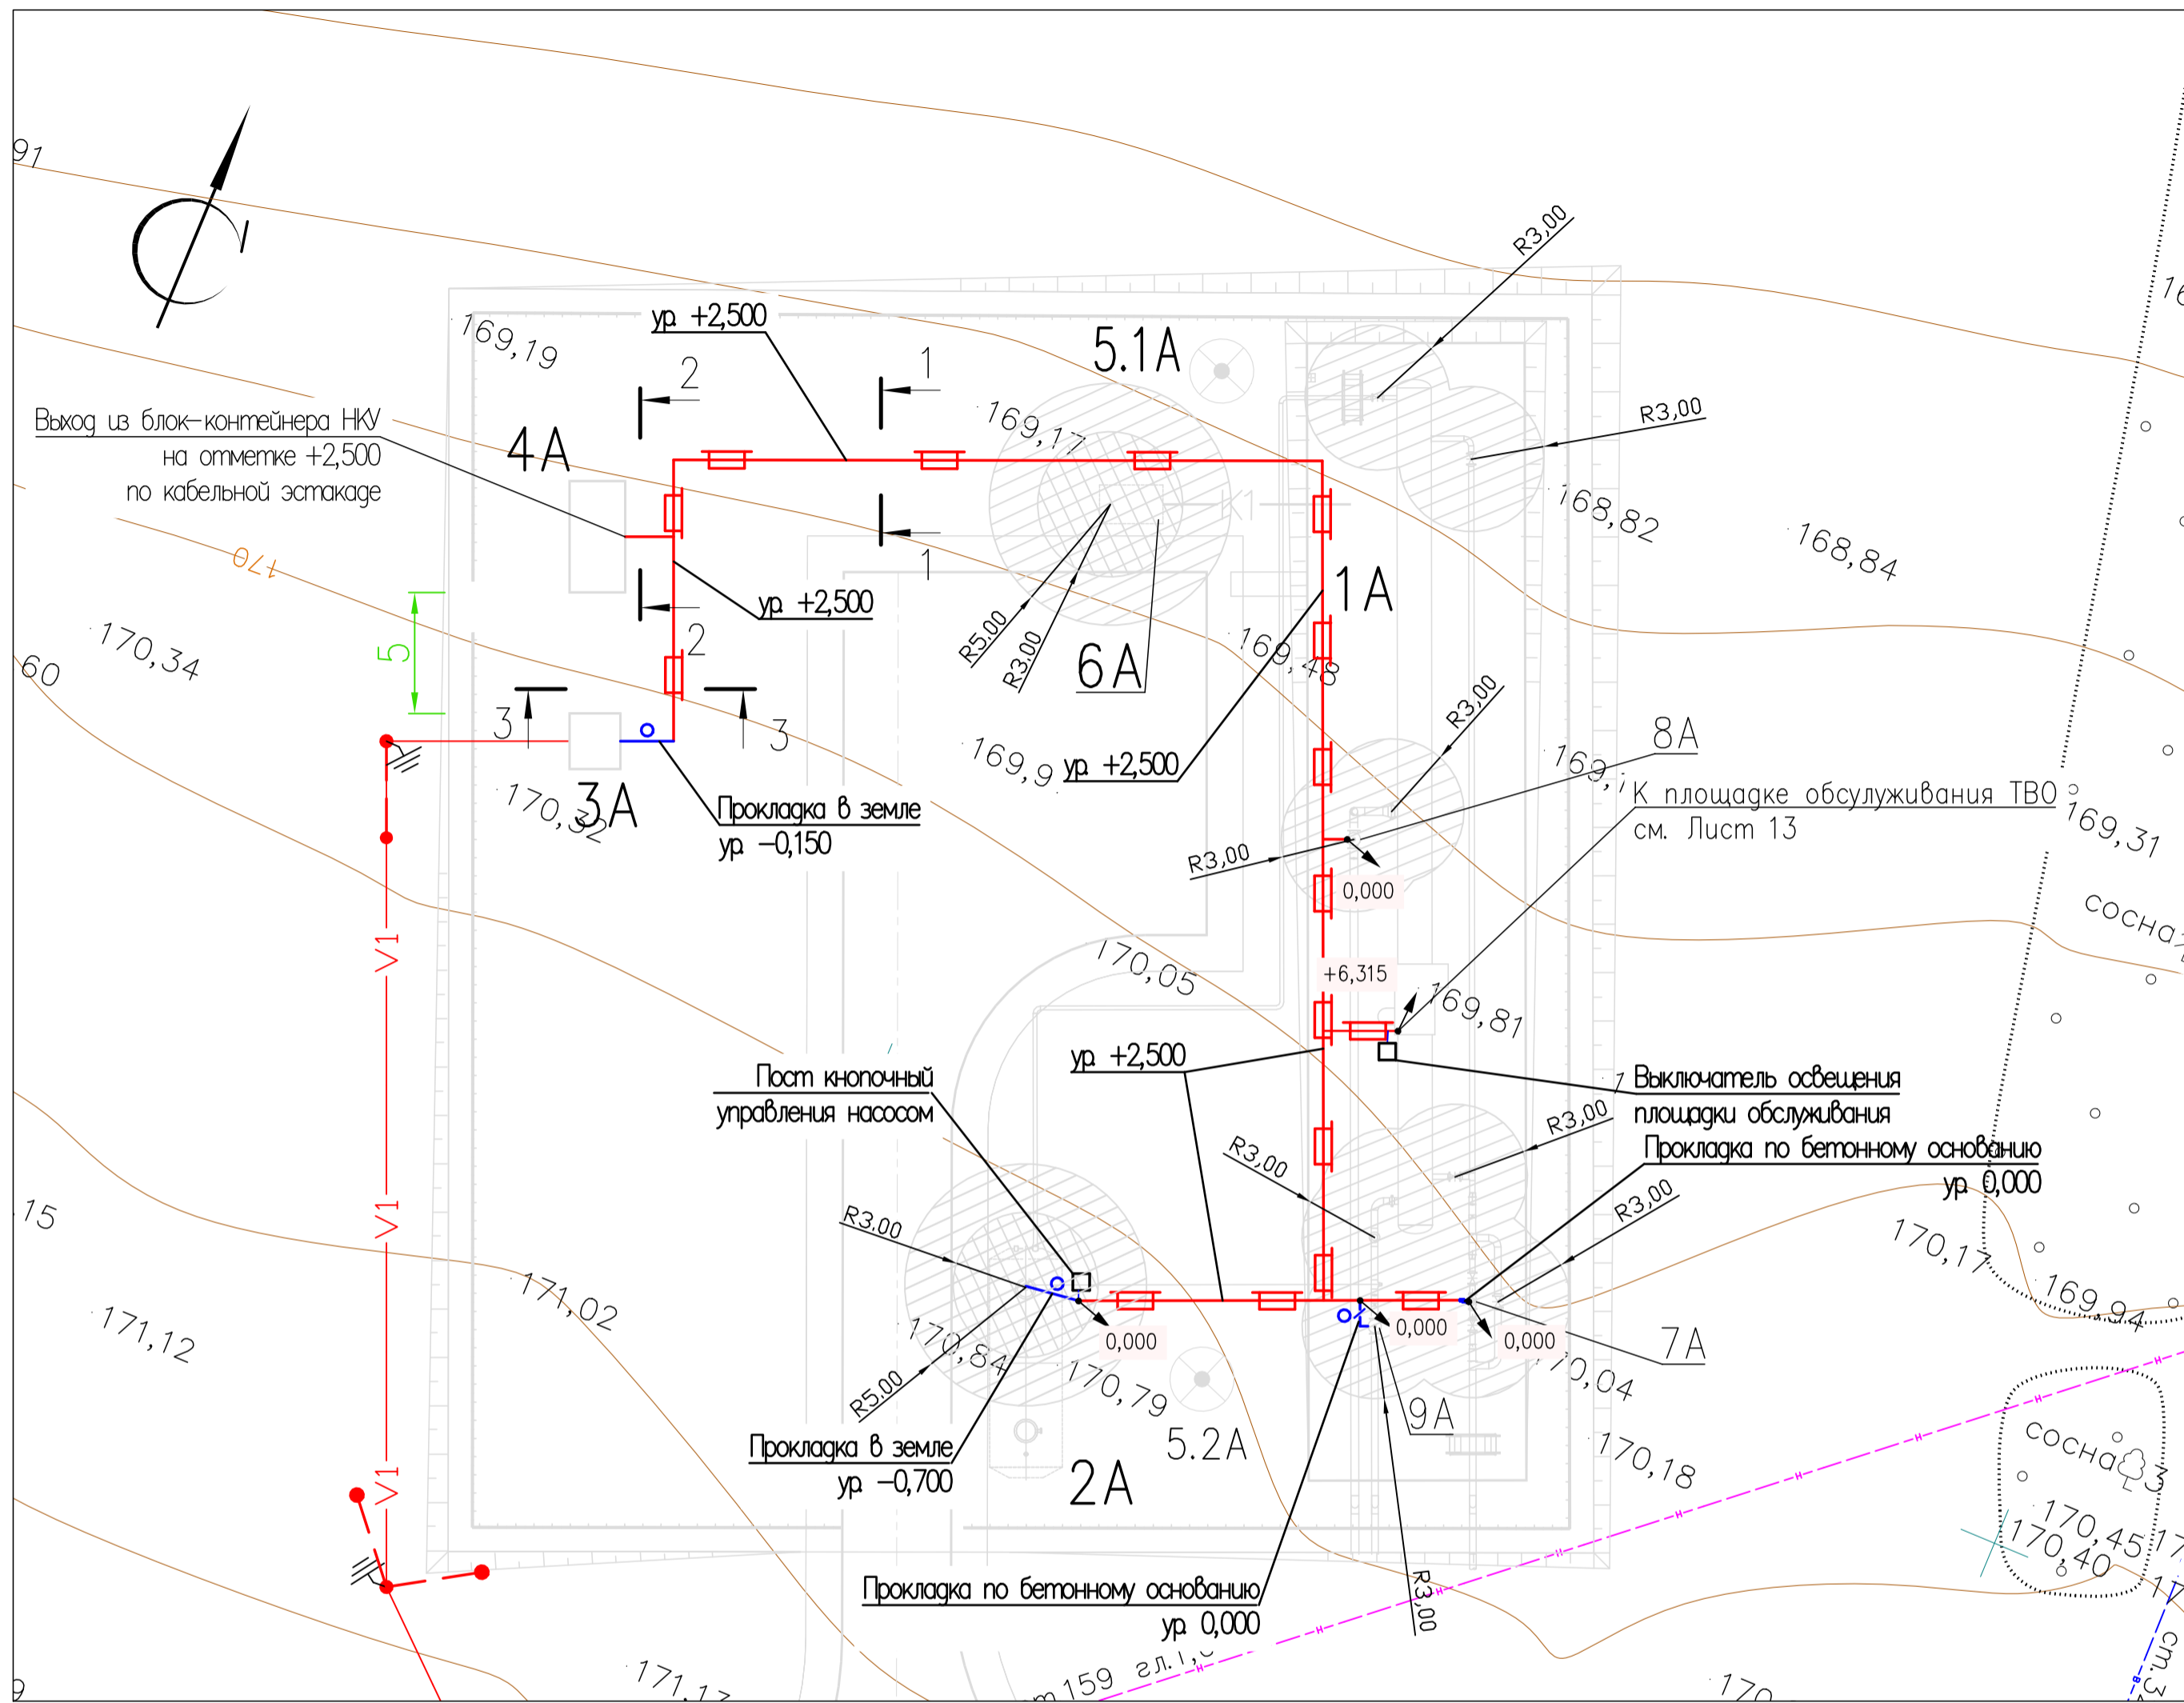 91
R3,00
ур. +2,500
169,19
5.1А
2
1
169,17
R3,00
Выход из блок-контейнера НКУ
на отметке +2,500
по кабельной эстакаде
4А
К1
168,82
168,84
170
1
1А
ур. +2,500
5
170,34
60
2
R5.00
R3.00
6А
169,48
3
3
R3,00
8А
169,9
ур. +2,500
170,32
3А
Прокладка в земле
ур. -0,150
К площадке обсулуживания ТВО
см. Лист 13
169,31
R3,00
0,000
сосна
V1
170,05
+6,315
169,81
ур. +2,500
Пост кнопочный
управления насосом
Выключатель освещения
площадки обслуживания
R3,00
R3,00
Прокладка по бетонному основанию
ур. 0,000
R3,00
15
V1
R3.00
170,17
171,02
169,94
171,12
170,84
0,000
0,000
0,000
7А
R5,00
170,79
170,04
9А
5.2А
Прокладка в земле
ур. -0,700
2А
170,18
сосна
3
V1
170,45
170,40
Прокладка по бетонному основанию
ур. 0,000
R3,00
159